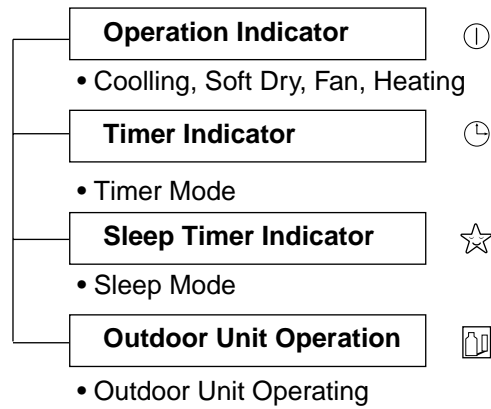 Operation Indicator
• Coolling, Soft Dry, Fan, Heating
Timer Indicator
• Timer Mode
Sleep Timer Indicator
• Sleep Mode
Outdoor Unit Operation
• Outdoor Unit Operating